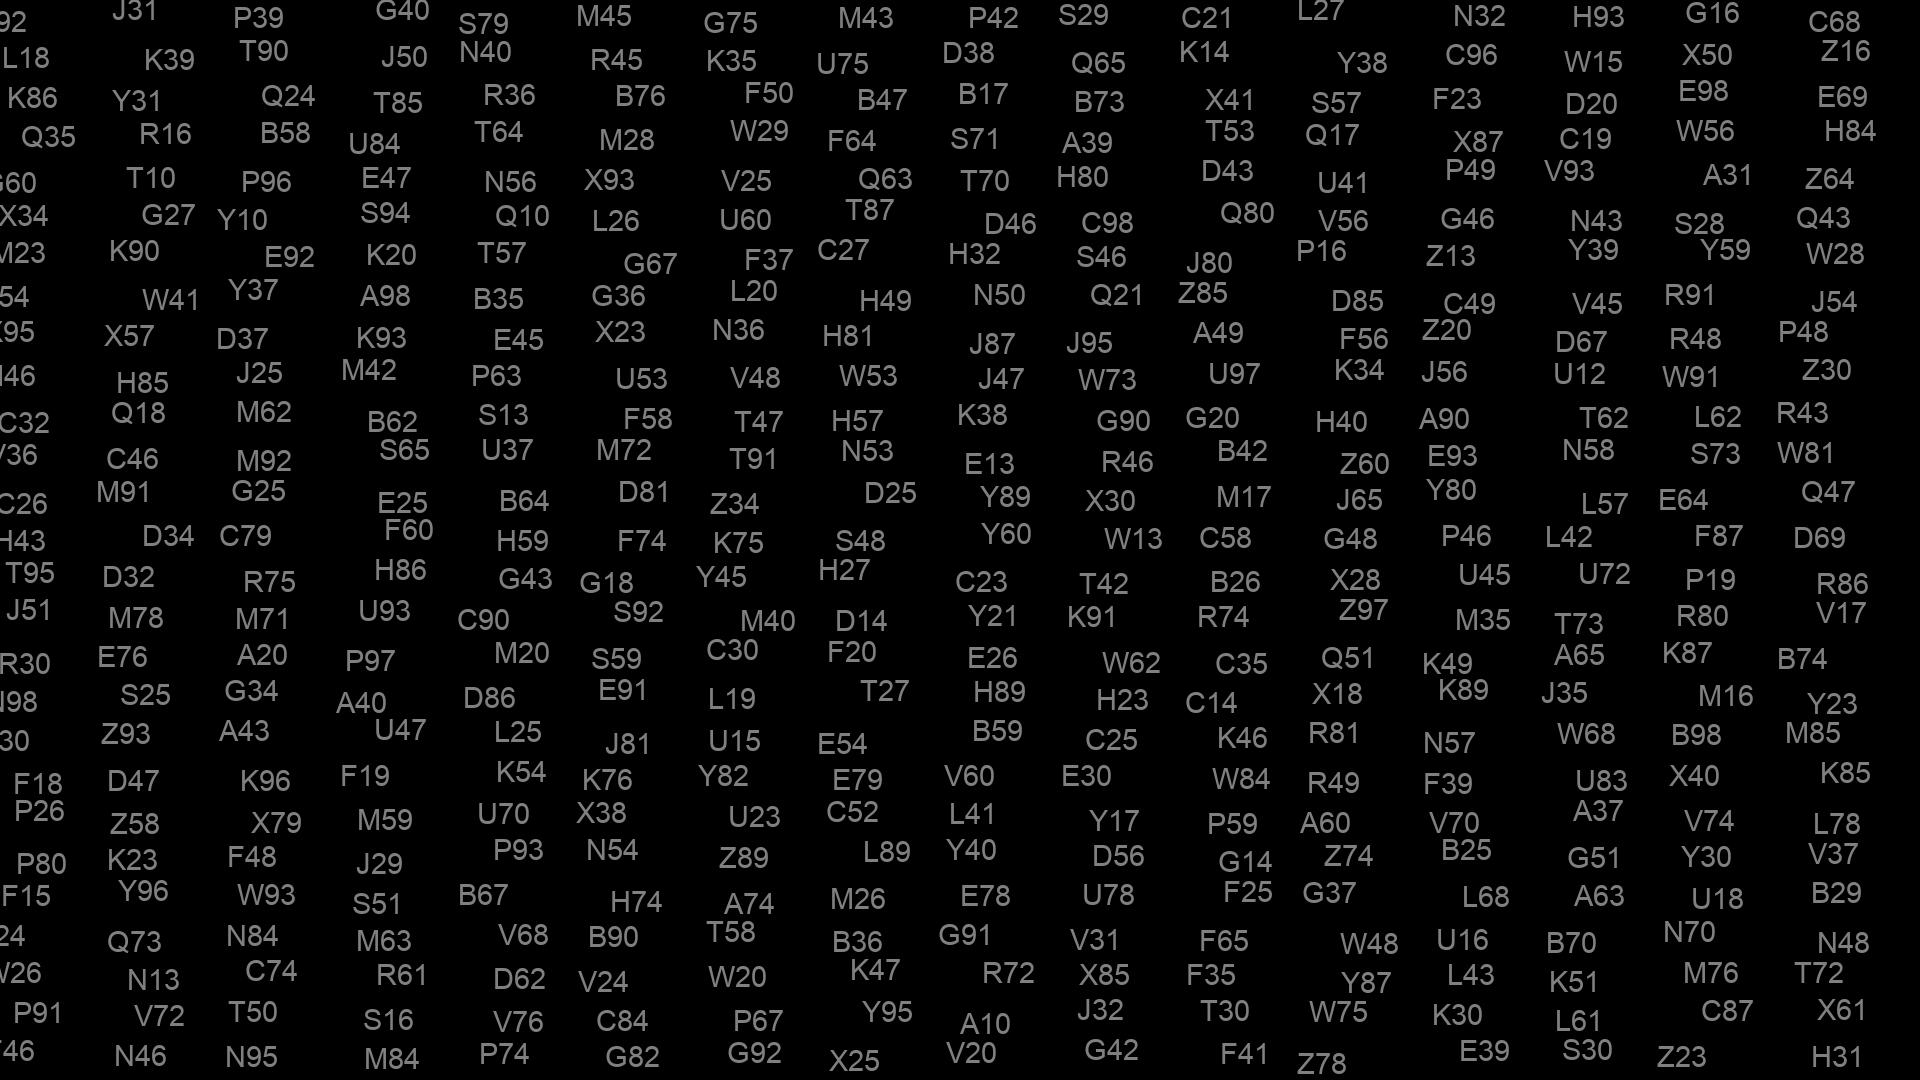 92 J31 P39 G40 S79 M45 G75 M43 P42 S29 C21 L27 N32 H93 G16 C68
L18 K39 T90 J50 N40 R45 K35 U75 D38 Q65 K14 Y38 C96 W15 X50 Z16
K86 Y31 Q24 T85 R36 B76 F50 B47 B17 B73 X41 S57 F23 D20 E98 E69
Q35 R16 B58 U84 T64 M28 W29 F64 S71 A39 T53 Q17 X87 C19 W56 H84
60 T10 P96 E47 N56 X93 V25 Q63 T70 H80 D43 U41 P49 V93 A31 Z64
X34 G27 Y10 S94 Q10 L26 U60 T87 D46 C98 Q80 V56 G46 N43 S28 Q43
M23 K90 E92 K20 T57 G67 F37 C27 H32 S46 J80 P16 Z13 Y39 Y59 W28
54 W41 Y37 A98 B35 G36 L20 H49 N50 Q21 Z85 D85 C49 V45 R91 J54
95 X57 D37 K93 E45 X23 N36 H81 J87 J95 A49 F56 Z20 D67 R48 P48
46 H85 J25 M42 P63 U53 V48 W53 J47 W73 U97 K34 J56 U12 W91 Z30
C32 Q18 M62 B62 S13 F58 T47 H57 K38 G90 G20 H40 A90 T62 L62 R43
V36 C46 M92 S65 U37 M72 T91 N53 E13 R46 B42 Z60 E93 N58 S73 W81
C26 M91 G25 E25 B64 D81 Z34 D25 Y89 X30 M17 J65 Y80 L57 E64 Q47
H43 D34 C79 F60 H59 F74 K75 S48 Y60 W13 C58 G48 P46 L42 F87 D69
T95 D32 R75 H86 G43 G18 Y45 H27 C23 T42 B26 X28 U45 U72 P19 R86
J51 M78 M71 U93 C90 S92 M40 D14 Y21 K91 R74 Z97 M35 T73 R80 V17
R30 E76 A20 P97 M20 S59 C30 F20 E26 W62 C35 Q51 K49 A65 K87 B74
98 S25 G34 A40 D86 E91 L19 T27 H89 H23 C14 X18 K89 J35 M16 Y23
30 Z93 A43 U47 L25 J81 U15 E54 B59 C25 K46 R81 N57 W68 B98 M85
F18 D47 K96 F19 K54 K76 Y82 E79 V60 E30 W84 R49 F39 U83 X40 K85
P26 Z58 X79 M59 U70 X38 U23 C52 L41 Y17 P59 A60 V70 A37 V74 L78
P80 K23 F48 J29 P93 N54 Z89 L89 Y40 D56 G14 Z74 B25 G51 Y30 V37
F15 Y96 W93 S51 B67 H74 A74 M26 E78 U78 F25 G37 L68 A63 U18 B29
24 Q73 N84 M63 V68 B90 T58 B36 G91 V31 F65 W48 U16 B70 N70 N48
W26 N13 C74 R61 D62 V24 W20 K47 R72 X85 F35 Y87 L43 K51 M76 T72
P91 V72 T50 S16 V76 C84 P67 Y95 A10 J32 T30 W75 K30 L61 C87 X61
46 N46 N95 M84 P74 G82 G92 X25 V20 G42 F41 Z78 E39 S30 Z23 H31